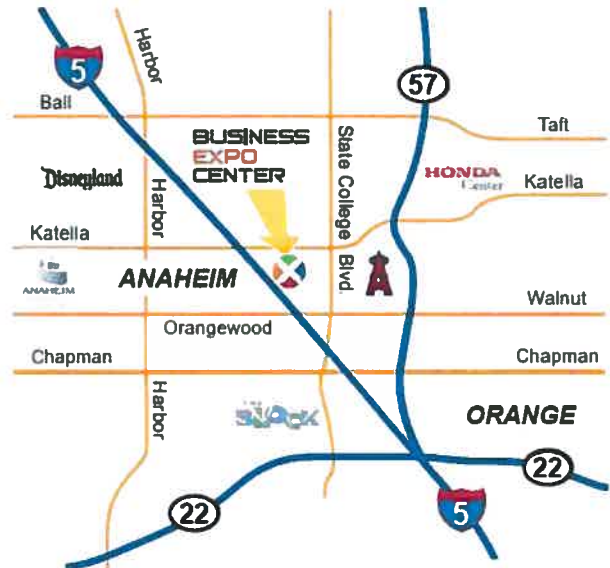 Harbor
5
57
Ball
Taft
BUSINESS
EXPO
CENTER
State College Blvd.
Disneyland
Harbor
HONDA
Center
Katella
Katella
ANAHEIM
ANAHEIM
A
Walnut
Orangewood
Chapman
Chapman
Harbor
BLOCK
ORANGE
22
22
5